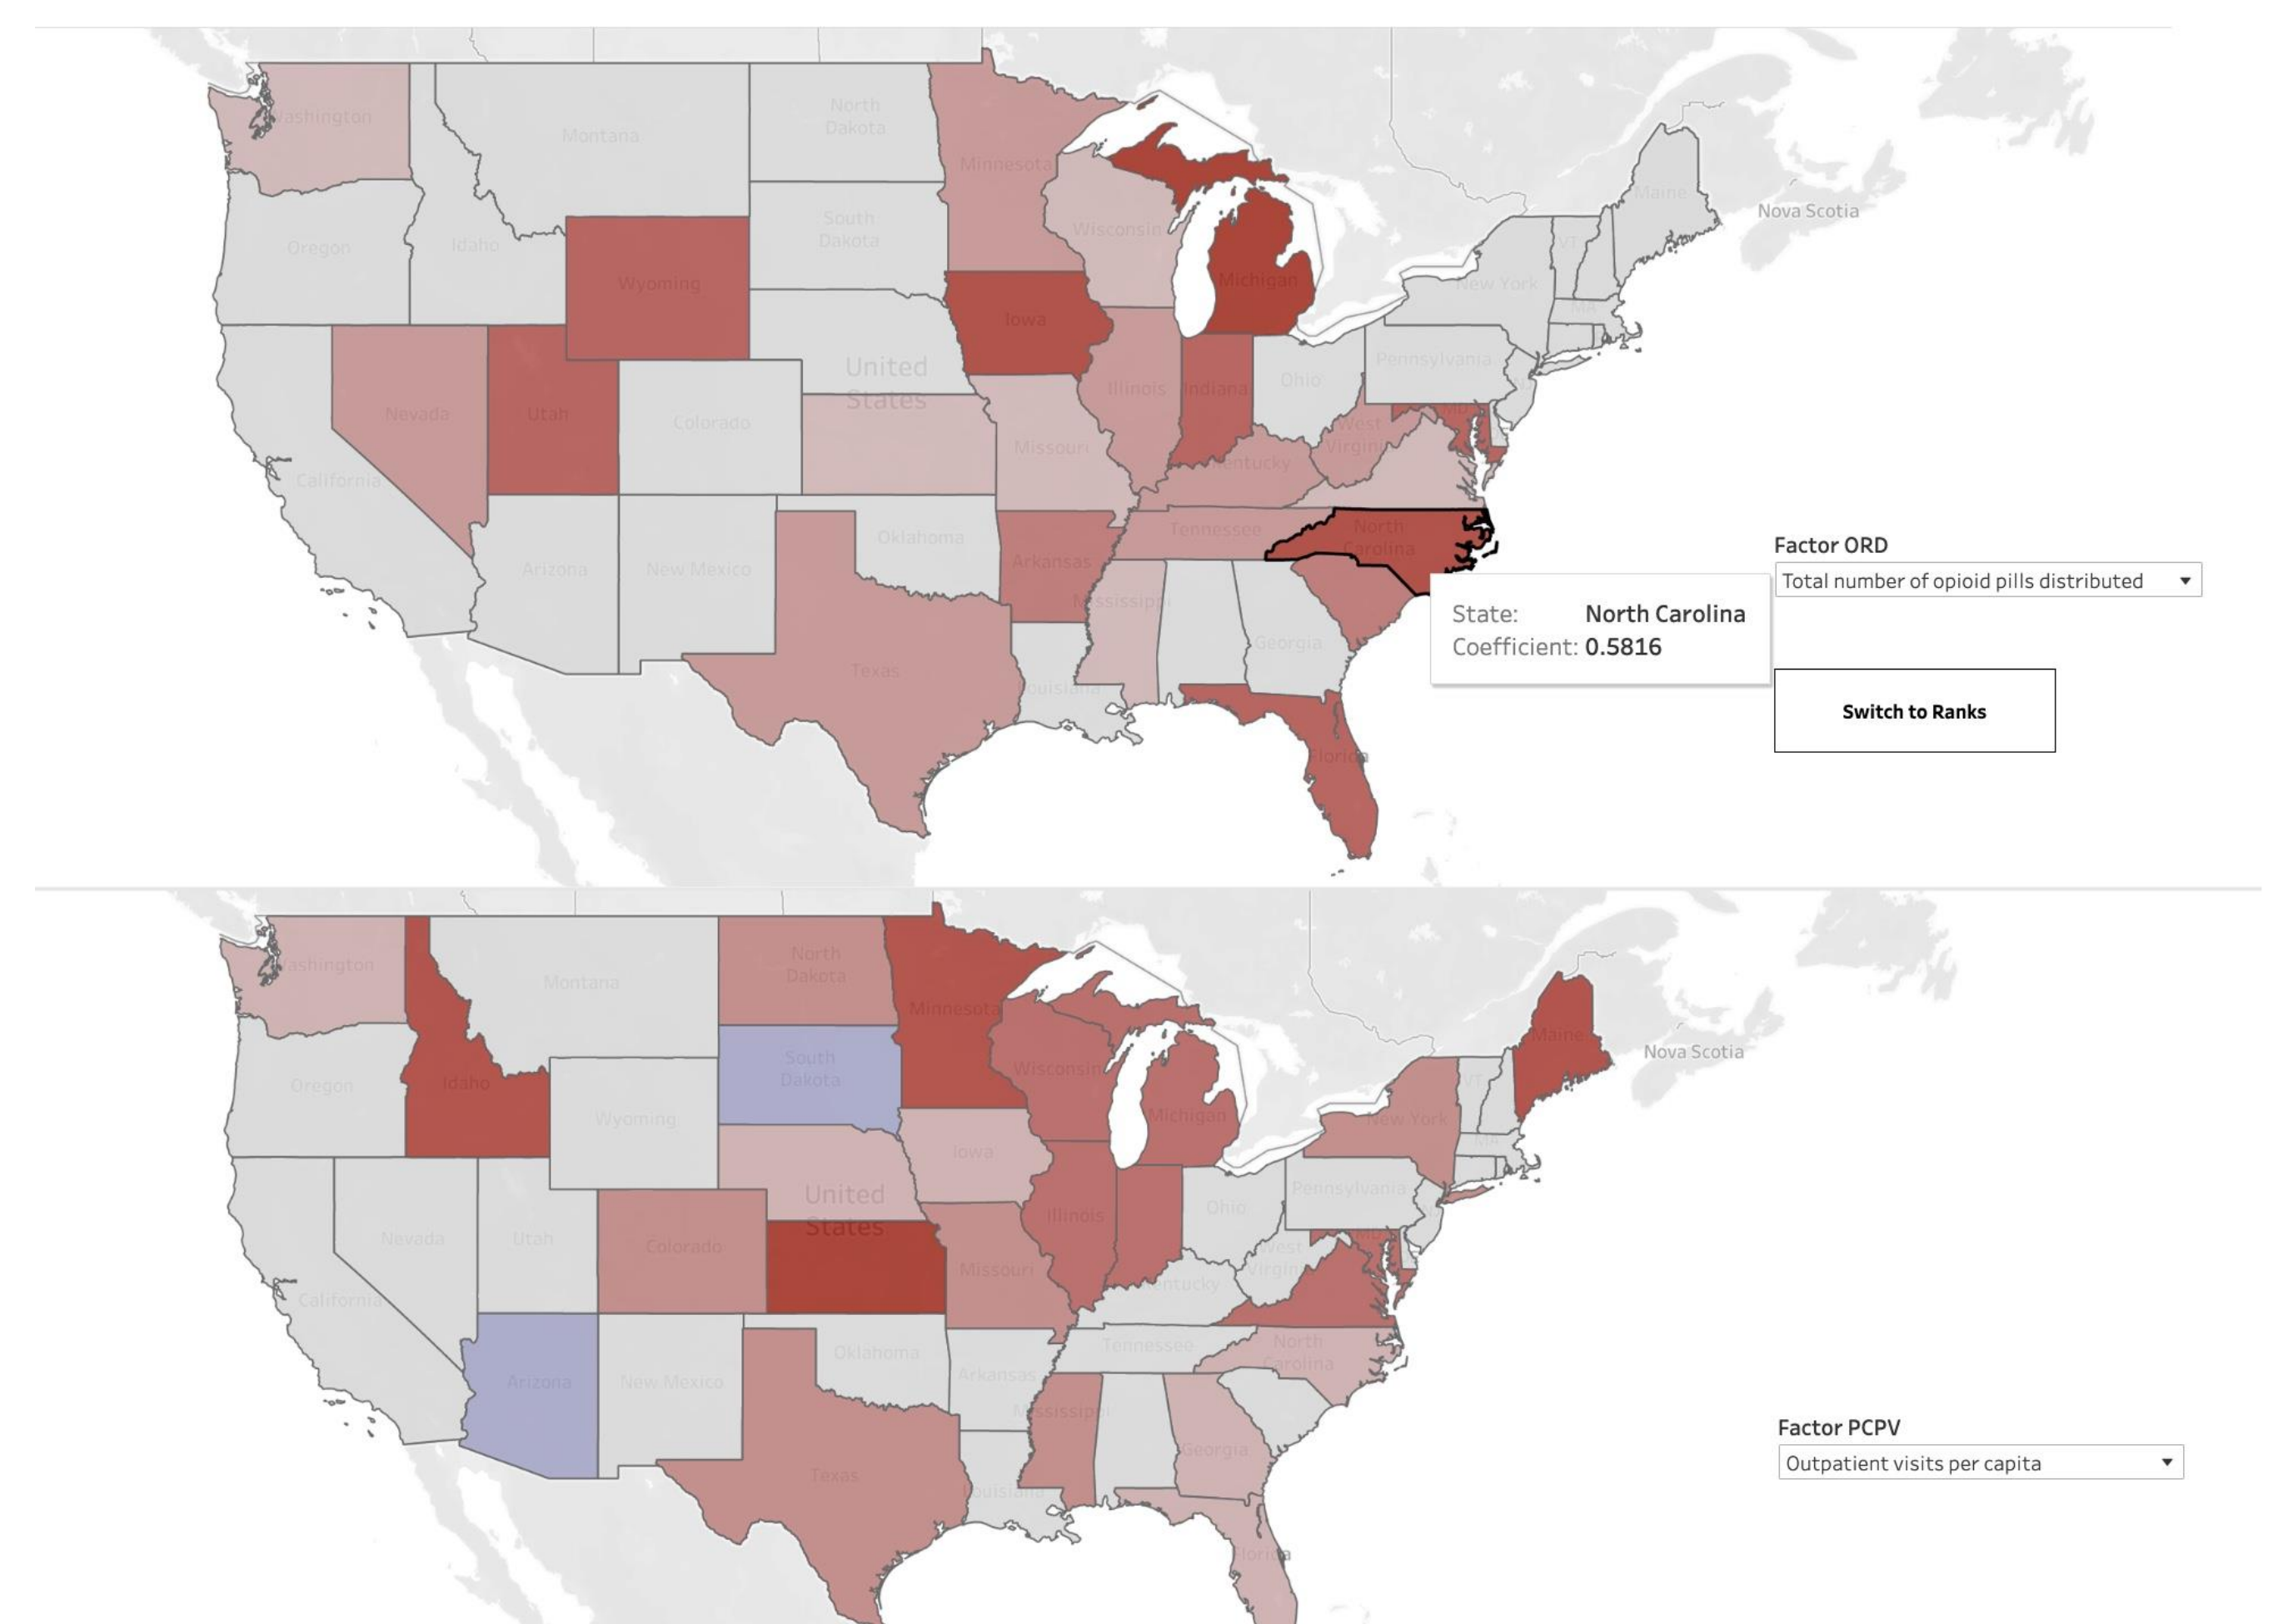 Washington
Montana
North
Dakota
Minnesota
Maine
Nova Scotia
Oregon
Idaho
South
Dakota
Wisconsin
VT
Wyoming
Michigan
New York
MA
Iowa
United
States
Pennsylvania
Nevada
Utah
Colorado
Illinois
Indiana
Ohio
NJ
MD
West
Virginia
Missouri
Kentucky
California
Oklahoma
Tennessee
North
Carolina
Arizona
New Mexico
Arkansas
Mississippi
Georgia
Texas
Louisiana
Florida
Factor ORD
Total number of opioid pills distributed
State: North Carolina
Coefficient: 0.5816
Switch to Ranks
Washington
Montana
North
Dakota
Minnesota
Maine
Nova Scotia
Oregon
Idaho
South
Dakota
Wisconsin
VT
Wyoming
Michigan
New York
MA
Iowa
United
States
Pennsylvania
Nevada
Utah
Colorado
Illinois
Ohio
NJ
MD
West
Virginia
Missouri
Kentucky
California
Oklahoma
Tennessee
North
Carolina
Arizona
New Mexico
Arkansas
Mississippi
Georgia
Texas
Louisiana
Florida
Factor PCPV
Outpatient visits per capita